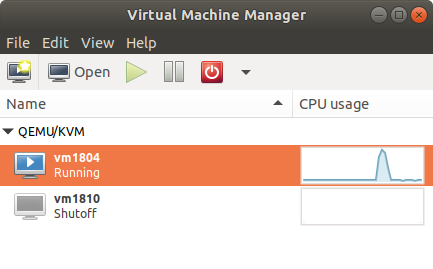 Virtual Machine Manager
File Edit View Help
Open
Name CPU usage
QEMU/KVM
vm1804
Running
vm1810
Shutoff